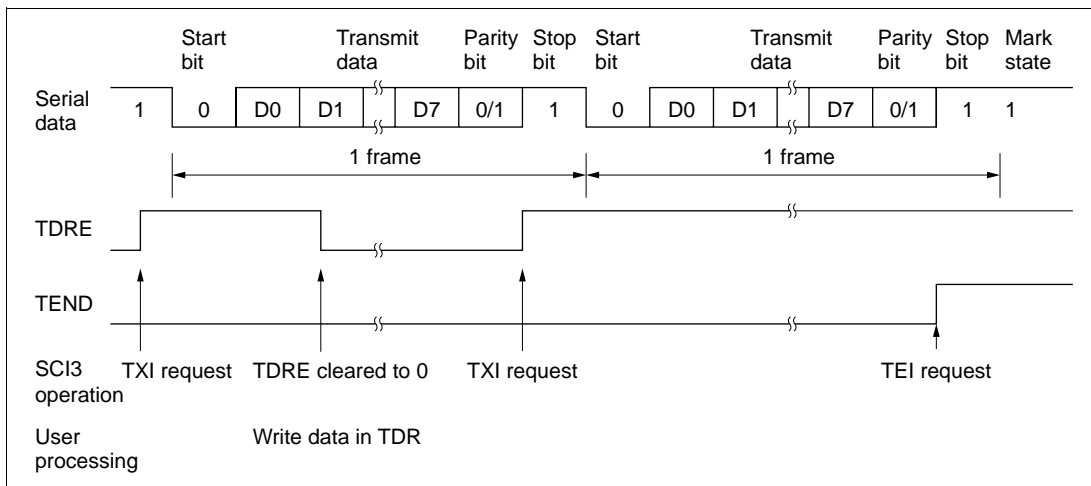 Start bit Transmit data Parity bit Stop bit Start bit Transmit data Parity bit Stop bit Mark state
Serial data 1 0 D0 D1 D7 0/1 1 0 D0 D1 D7 0/1 1 1
1 frame 1 frame
TDRE
TEND
SCI3 operation TXI request TDRE cleared to 0 TXI request TEI request
User processing Write data in TDR